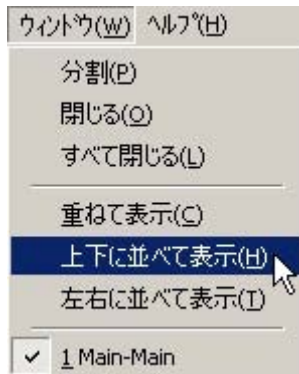 ウィンドウ(W) ヘルプ(H)
分割(P)
閉じる(O)
すべて閉じる(L)
重ねて表示(C)
上下に並べて表示(H)
左右に並べて表示(T)
✓ 1 Main-Main